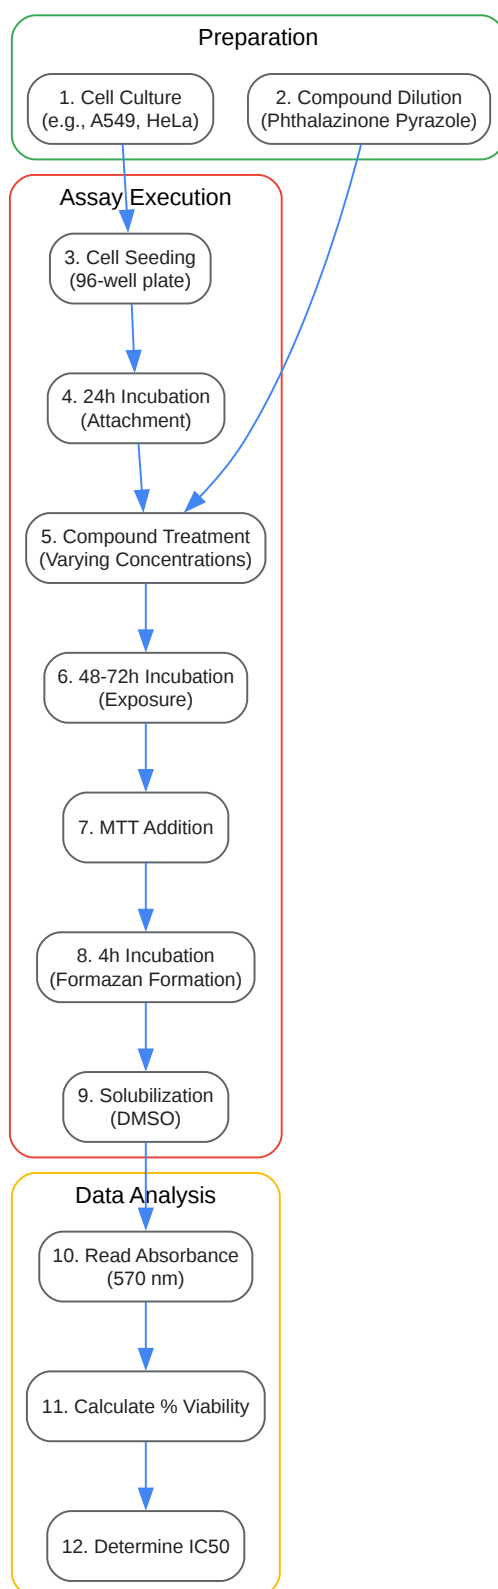 Preparation
1. Cell Culture
(e.g., A549, HeLa)
2. Compound Dilution
(Phthalazinone Pyrazole)
Assay Execution
3. Cell Seeding
(96-well plate)
4. 24h Incubation
(Attachment)
5. Compound Treatment
(Varying Concentrations)
6. 48-72h Incubation
(Exposure)
7. MTT Addition
8. 4h Incubation
(Formazan Formation)
9. Solubilization
(DMSO)
Data Analysis
10. Read Absorbance
(570 nm)
11. Calculate % Viability
12. Determine IC50